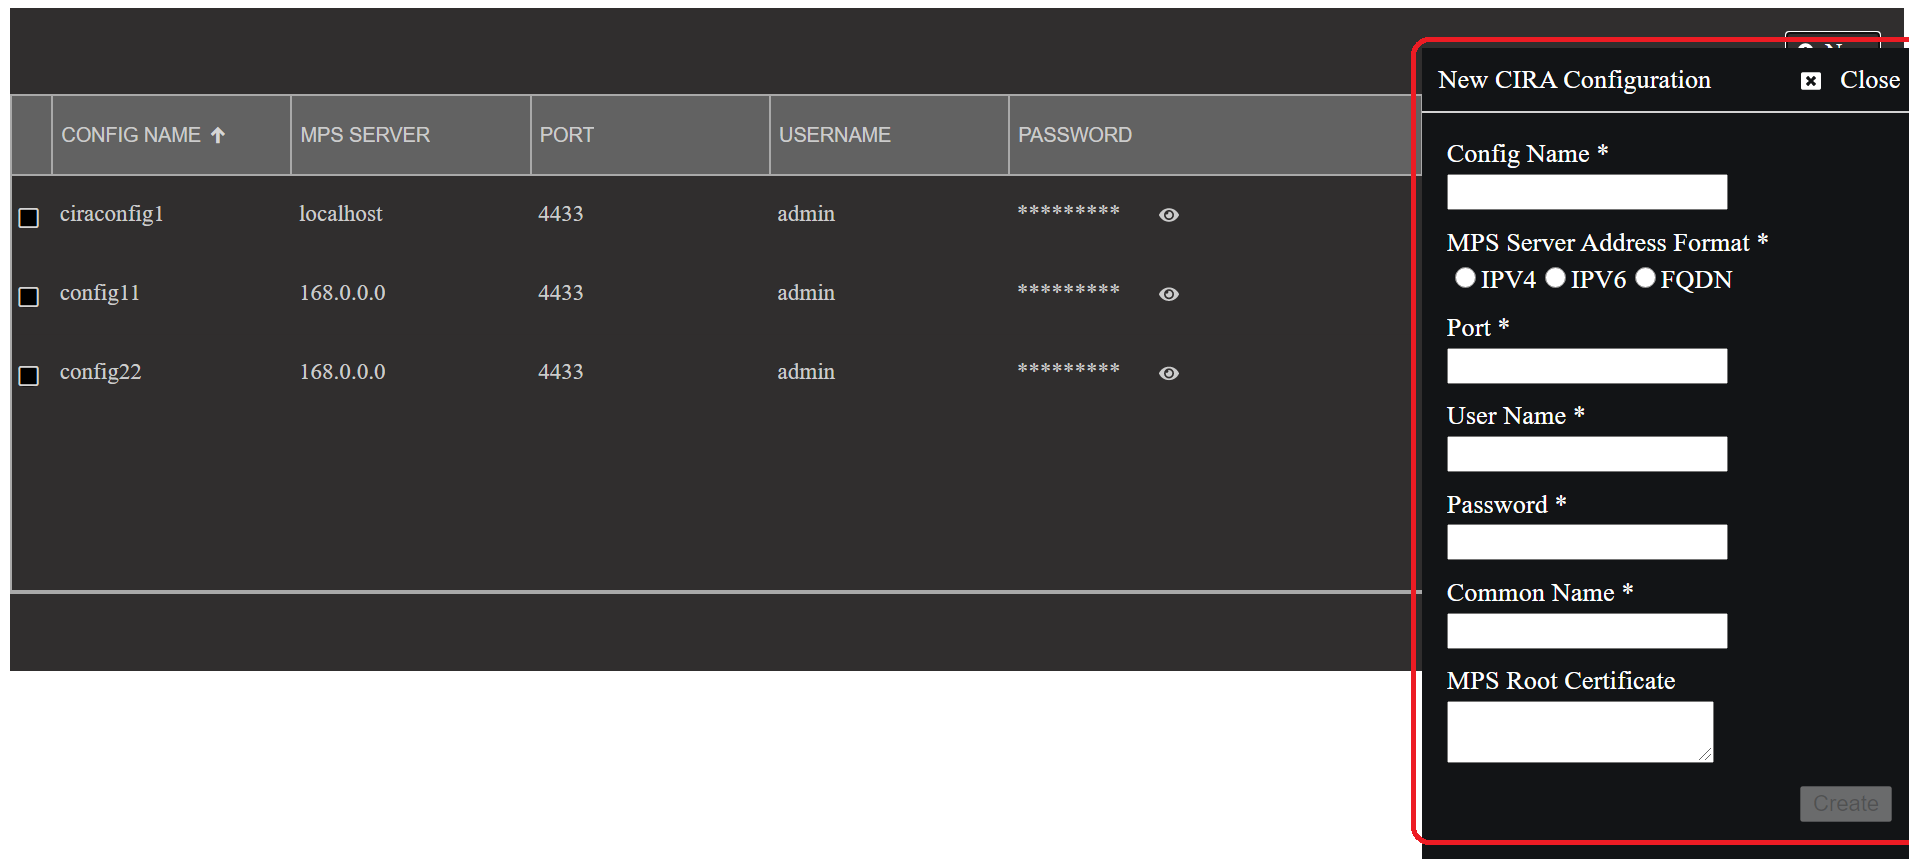 New CIRA Configuration Close
CONFIG NAME MPS SERVER PORT USERNAME PASSWORD
ciraconfig1 localhost 4433 admin *********
config11 168.0.0.0 4433 admin *********
config22 168.0.0.0 4433 admin *********
Config Name *
MPS Server Address Format *
IPV4 IPV6 FQDN
Port *
User Name *
Password *
Common Name *
MPS Root Certificate
Create